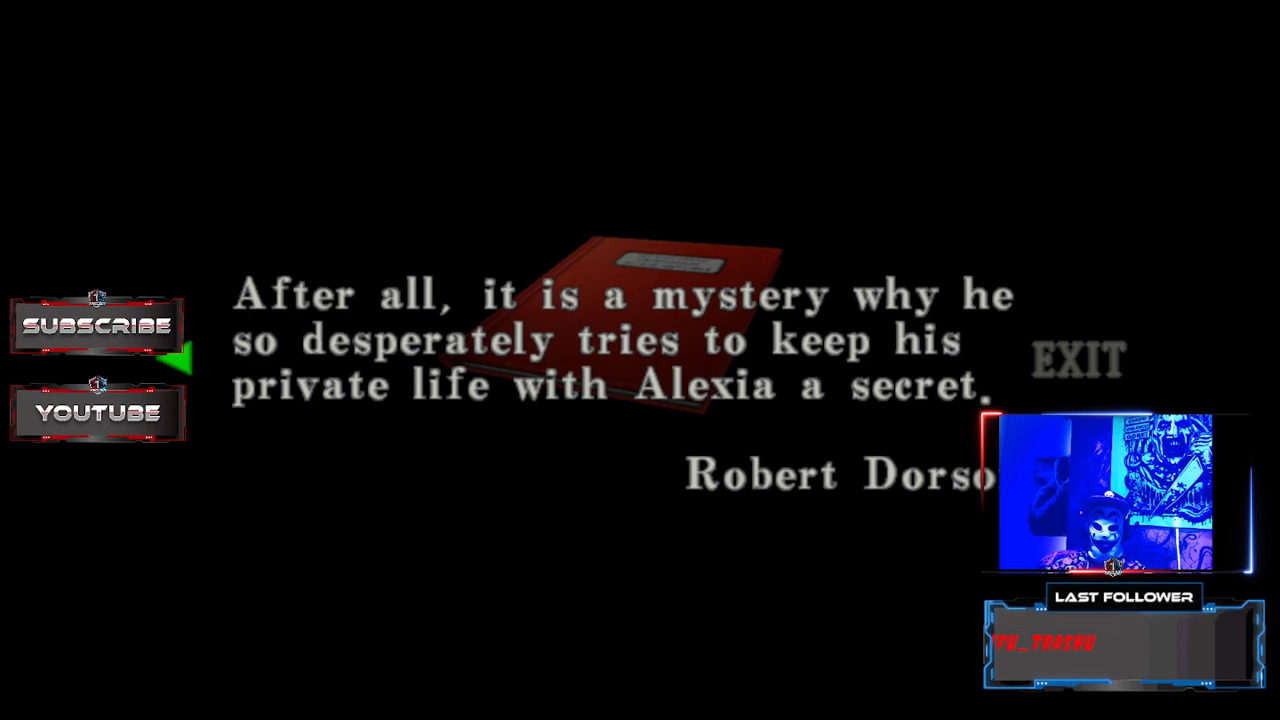 After all, it is a mystery why he
so desperately tries to keep his
private life with Alexia a secret.
Robert Dorso
EXIT
SUBSCRIBE
YOUTUBE
LAST FOLLOWER